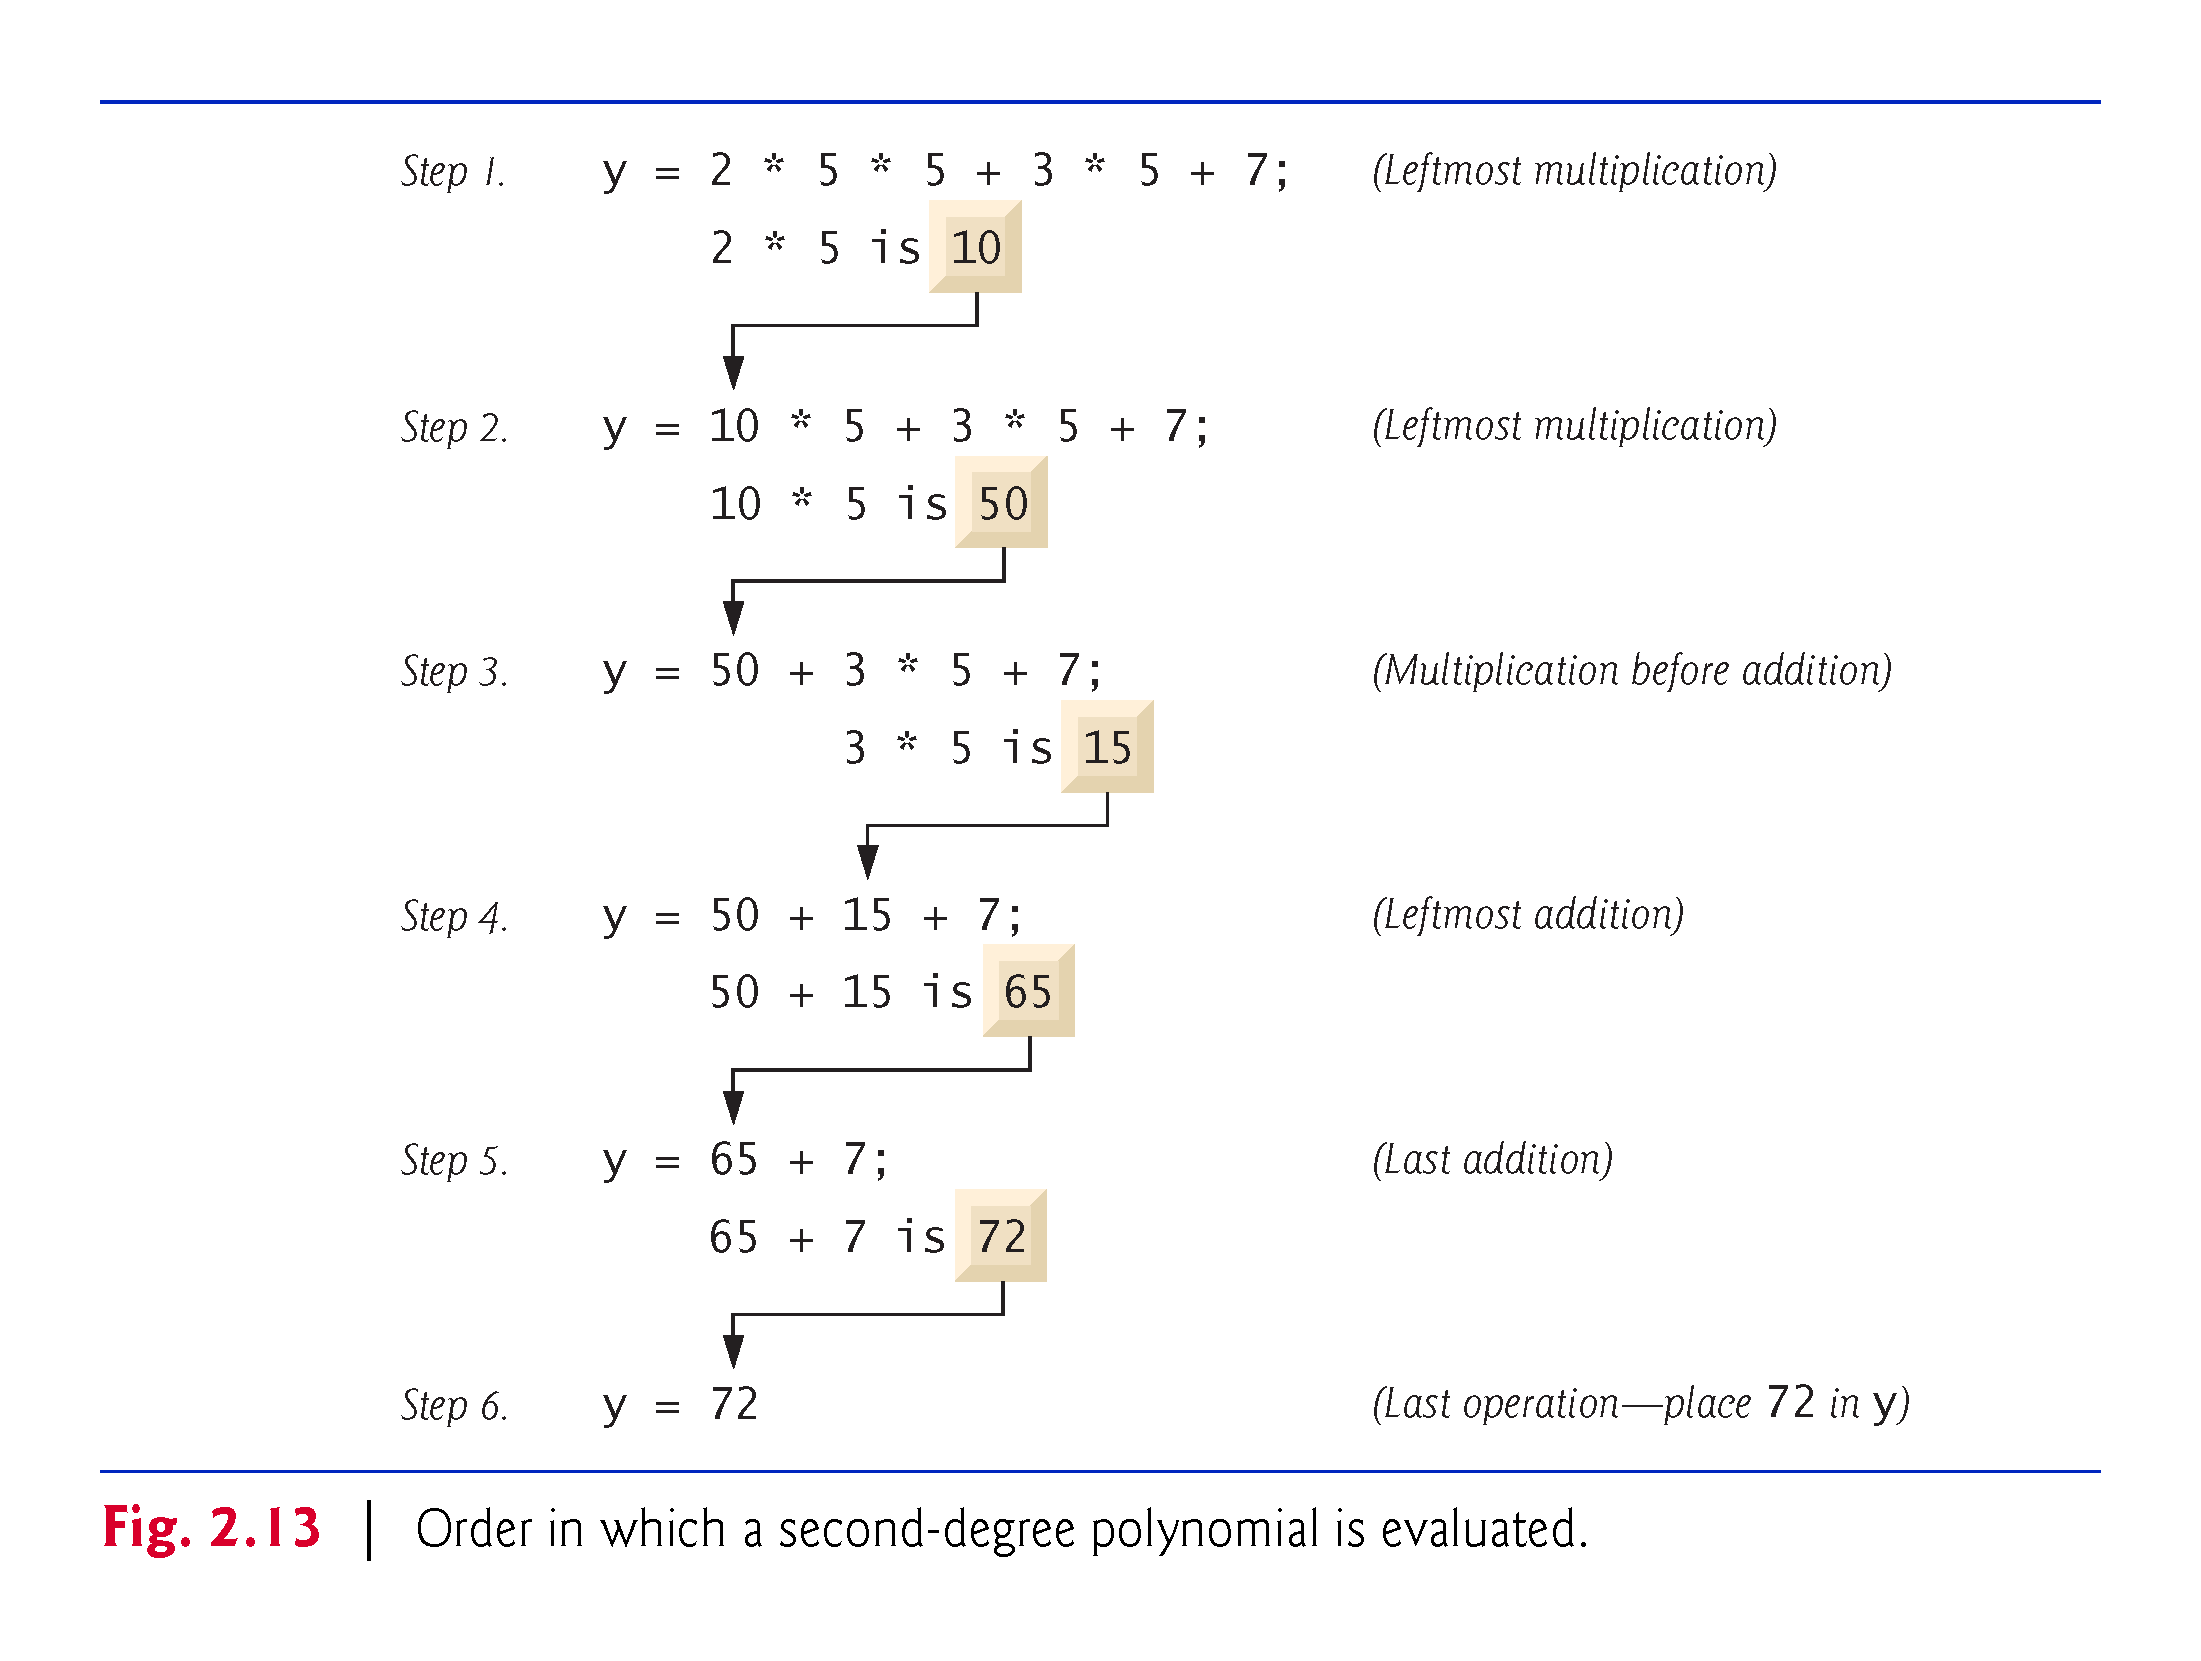 Step 1. y = 2 * 5 * 5 + 3 * 5 + 7; (Leftmost multiplication)
2 * 5 is 10
Step 2. y = 10 * 5 + 3 * 5 + 7; (Leftmost multiplication)
10 * 5 is 50
Step 3. y = 50 + 3 * 5 + 7; (Multiplication before addition)
3 * 5 is 15
Step 4. y = 50 + 15 + 7; (Leftmost addition)
50 + 15 is 65
Step 5. y = 65 + 7; (Last addition)
65 + 7 is 72
Step 6. y = 72 (Last operation—place 72 in y)
Fig. 2.13 | Order in which a second-degree polynomial is evaluated.